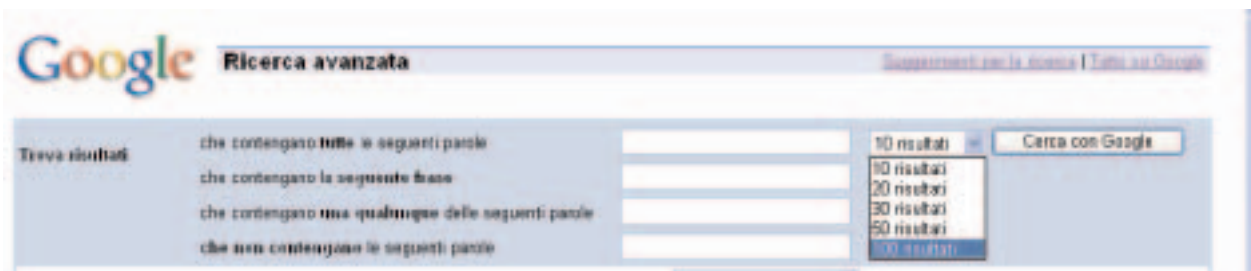 Google Ricerca avanzata Suggerimenti per la ricerca | Tutto su Google
Trova risultati
che contengano tutte le seguenti parole 10 risultati Cerca con Google
che contengano la seguente frase 10 risultati
20 risultati
che contengano una qualunque delle seguenti parole 30 risultati
50 risultati
che non contengano le seguenti parole 100 risultati